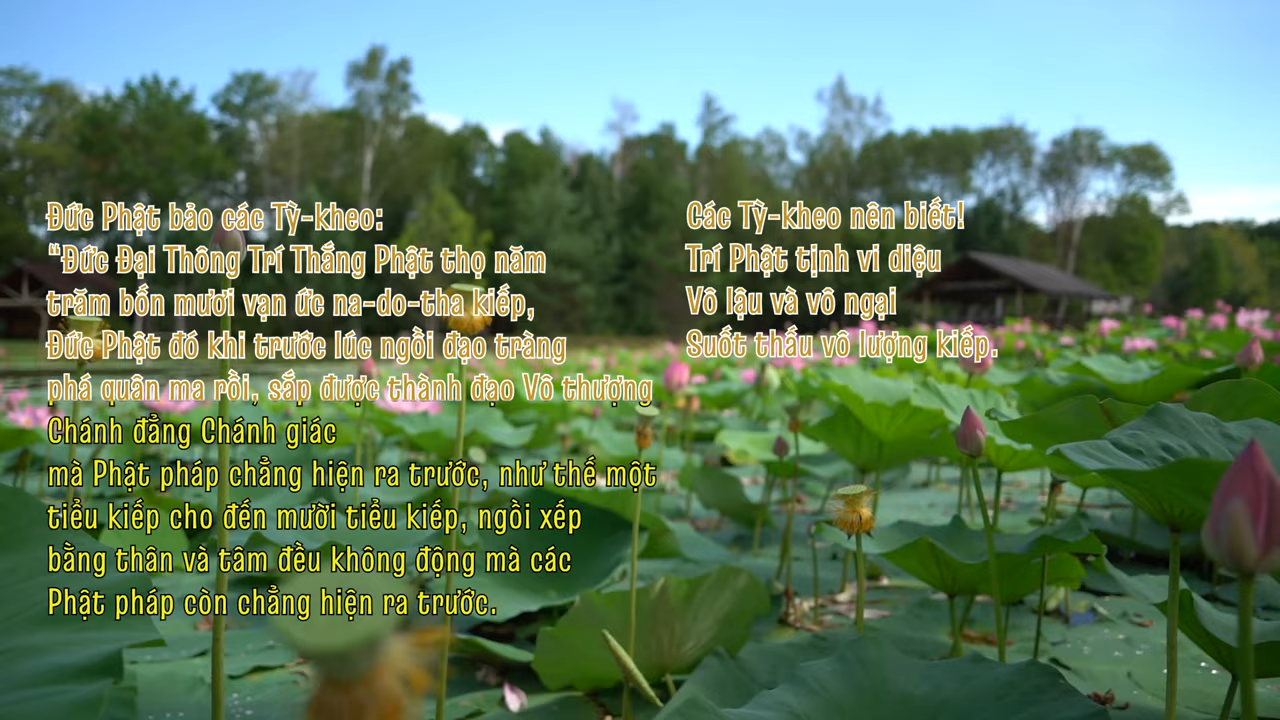 Đức Phật bảo các Tỳ-kheo:
"Đức Đại Thông Trí Thắng Phật thọ năm
trăm bốn mươi vạn ức na-do-tha kiếp,
Đức Phật đó khi trước lúc ngồi đạo tràng
phá quân ma rồi, sắp được thành đạo Vô thượng
Chánh đẳng Chánh giác
mà Phật pháp chẳng hiện ra trước, như thế một
tiểu kiếp cho đến mười tiểu kiếp, ngồi xếp
bằng thân và tâm đều không động mà các
Phật pháp còn chẳng hiện ra trước.
Các Tỳ-kheo nên biết!
Trí Phật tịnh vi diệu
Vô lậu và vô ngại
Suốt thấu vô lượng kiếp.